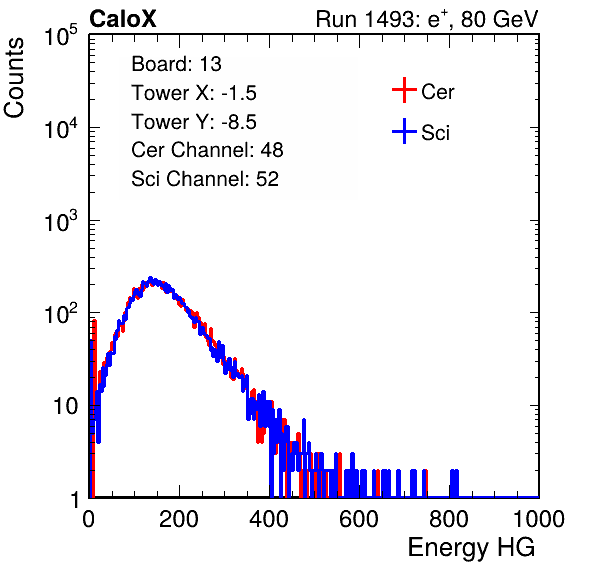 CaloX Run 1493: e⁺, 80 GeV
Counts
10⁵
10⁴
10³
10²
10
1
Board: 13
Tower X: -1.5
Tower Y: -8.5
Cer Channel: 48
Sci Channel: 52
Cer
Sci
0 200 400 600 800 1000
Energy HG